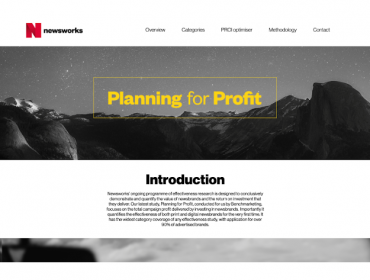 newsworks
Overview Categories PROI optimiser Methodology Contact
Planning for Profit
Introduction
Newsworks' ongoing programme of effectiveness research is designed to conclusively
demonstrate and quantify the value of newsbrands and the return on investment that
they deliver. Our latest study, Planning for Profit, conducted for us by Benchmarketing,
focuses on the total campaign profit delivered by investing in newsbrands. Importantly it
quantifies the effectiveness of both print and digital newsbrands for the very first time. It
has the widest category coverage of any effectiveness study, with application for over
90% of advertised brands.